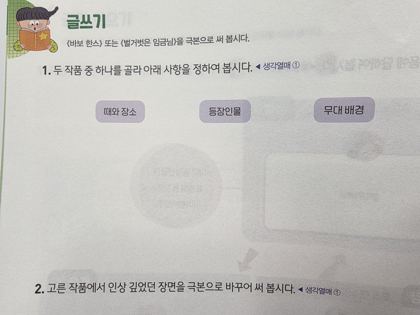 글쓰기
<바보 한스> 또는 <벌거벗은 임금님>을 극본으로 써 봅시다.
1. 두 작품 중 하나를 골라 아래 사항을 정하여 봅시다. ◀ 생각열매 ①
때와 장소 등장인물 무대 배경
2. 고른 작품에서 인상 깊었던 장면을 극본으로 바꾸어 써 봅시다. ◀ 생각열매 ①